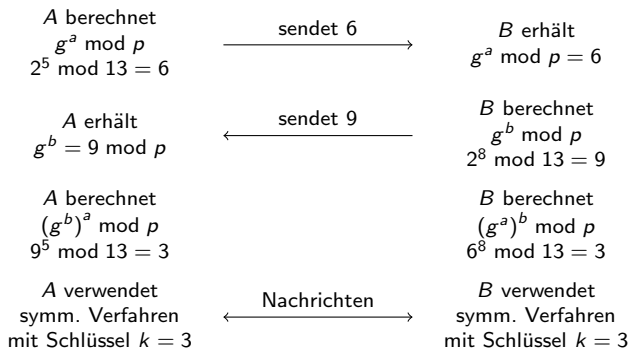 A berechnet
g^a mod p
2^5 mod 13 = 6
sendet 6
B erhält
g^a mod p = 6
A erhält
g^b = 9 mod p
sendet 9
B berechnet
g^b mod p
2^8 mod 13 = 9
A berechnet
(g^b)^a mod p
9^5 mod 13 = 3
B berechnet
(g^a)^b mod p
6^8 mod 13 = 3
A verwendet
symm. Verfahren
mit Schlüssel k = 3
Nachrichten
B verwendet
symm. Verfahren
mit Schlüssel k = 3